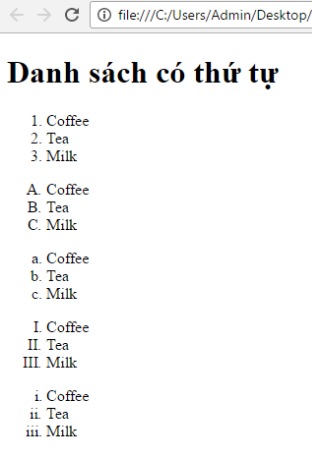 file:///C:/Users/Admin/Desktop/
Danh sách có thứ tự
1. Coffee
2. Tea
3. Milk
A. Coffee
B. Tea
C. Milk
a. Coffee
b. Tea
c. Milk
I. Coffee
II. Tea
III. Milk
i. Coffee
ii. Tea
iii. Milk